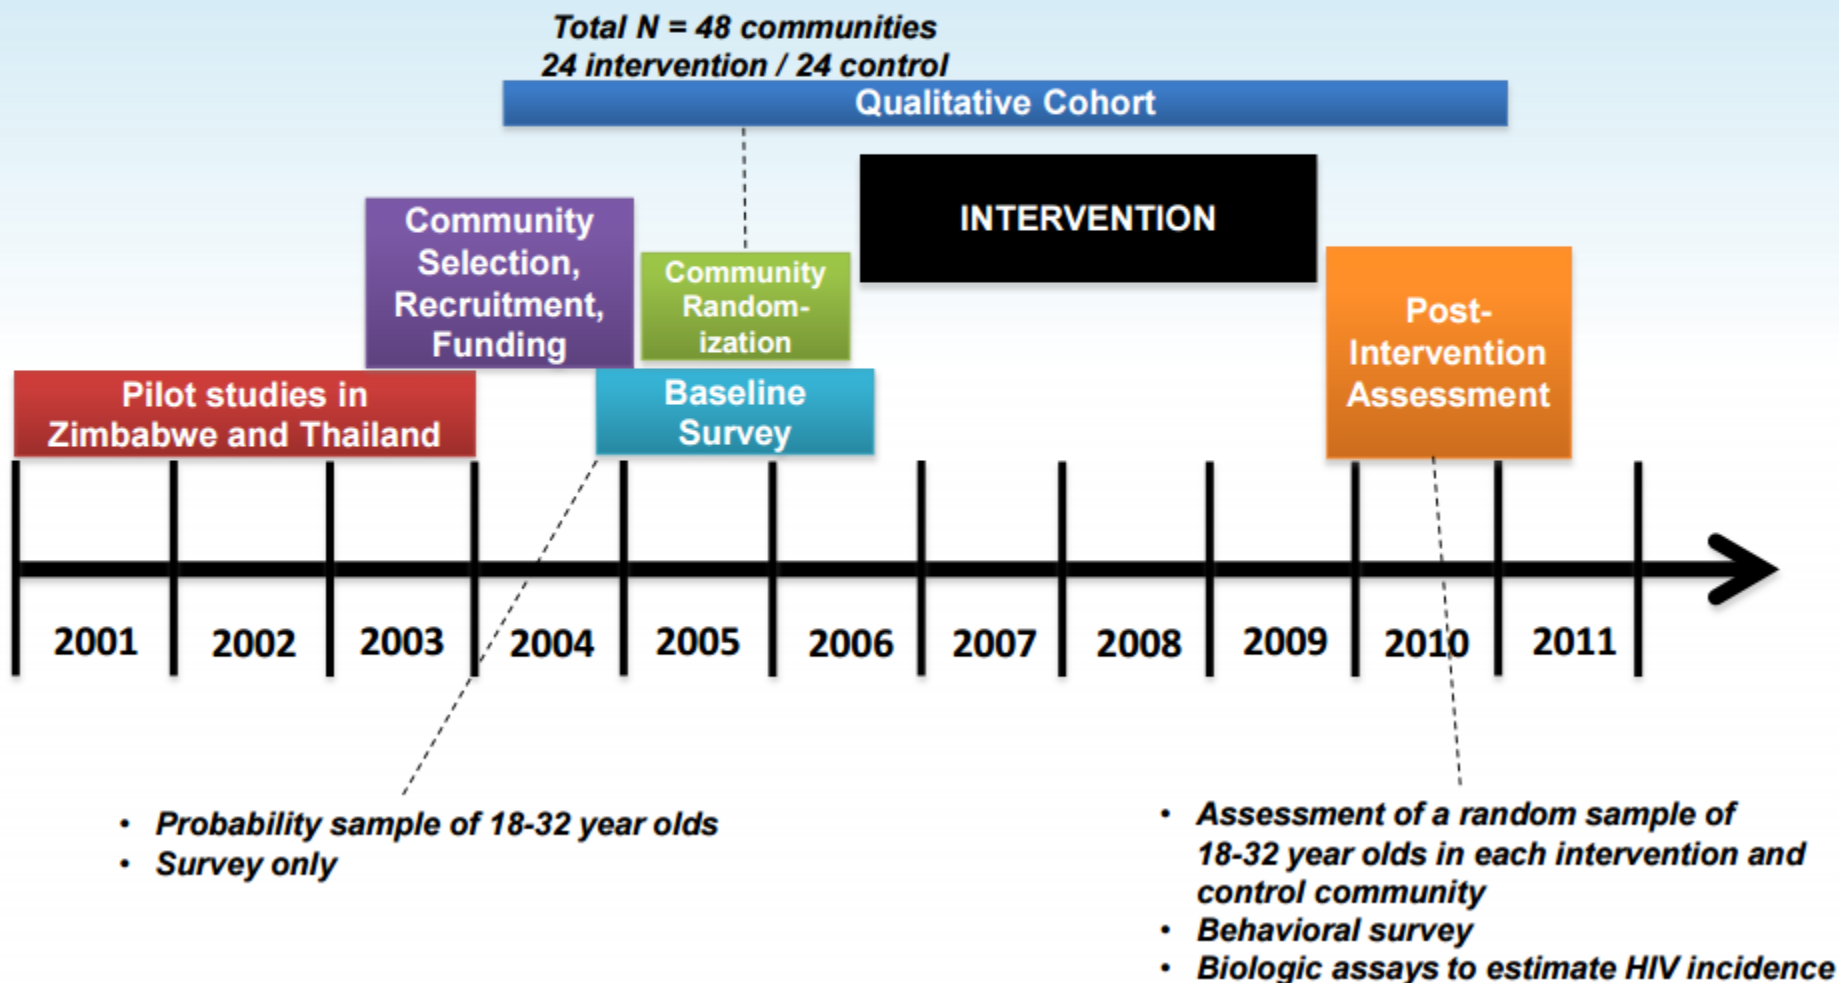 Total N = 48 communities
24 intervention / 24 control
Qualitative Cohort
INTERVENTION
Community
Selection,
Recruitment,
Funding
Community
Random-
ization
Post-
Intervention
Assessment
Pilot studies in
Zimbabwe and Thailand
Baseline
Survey
2001
2002
2003
2004
2005
2006
2007
2008
2009
2010
2011
• Probability sample of 18-32 year olds
• Survey only
• Assessment of a random sample of
18-32 year olds in each intervention and
control community
• Behavioral survey
• Biologic assays to estimate HIV incidence